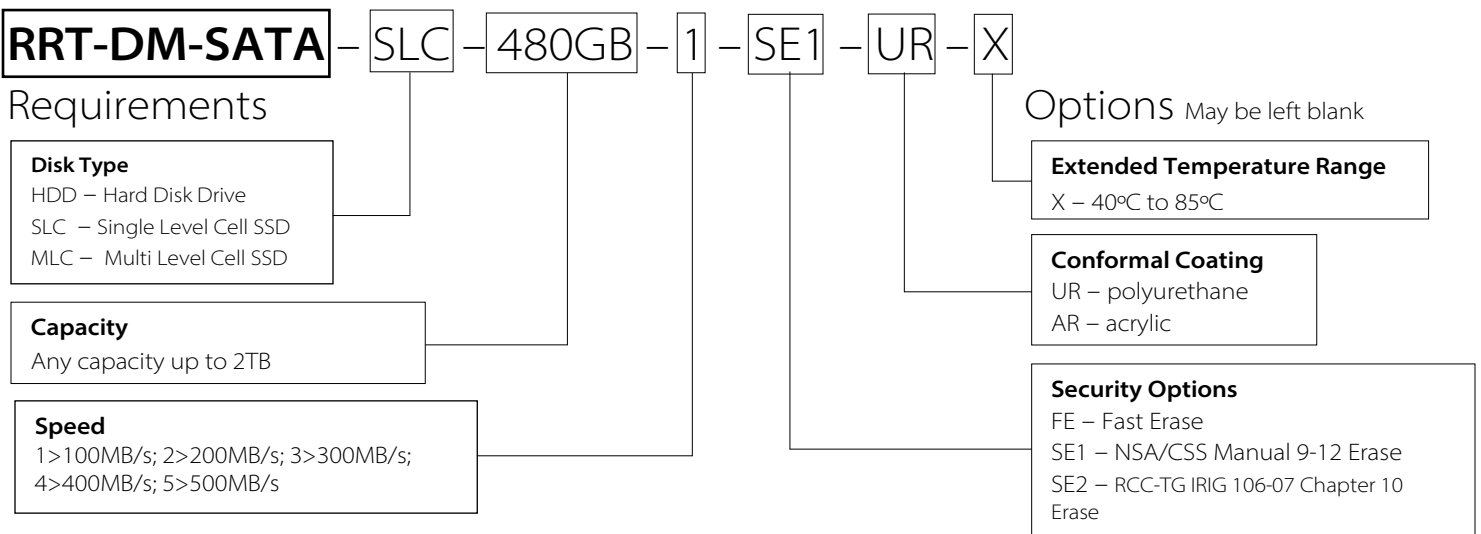 RRT-DM-SATA – SLC – 480GB – 1 – SE1 – UR – X
Requirements
Disk Type
HDD – Hard Disk Drive
SLC – Single Level Cell SSD
MLC – Multi Level Cell SSD
Capacity
Any capacity up to 2TB
Speed
1>100MB/s; 2>200MB/s; 3>300MB/s;
4>400MB/s; 5>500MB/s
Options May be left blank
Extended Temperature Range
X – 40ºC to 85ºC
Conformal Coating
UR – polyurethane
AR – acrylic
Security Options
FE – Fast Erase
SE1 – NSA/CSS Manual 9-12 Erase
SE2 – RCC-TG IRIG 106-07 Chapter 10
Erase